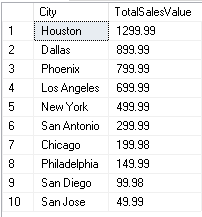 City TotalSalesValue
1 Houston 1299.99
2 Dallas 899.99
3 Phoenix 799.99
4 Los Angeles 699.99
5 New York 499.99
6 San Antonio 299.99
7 Chicago 199.98
8 Philadelphia 149.99
9 San Diego 99.98
10 San Jose 49.99